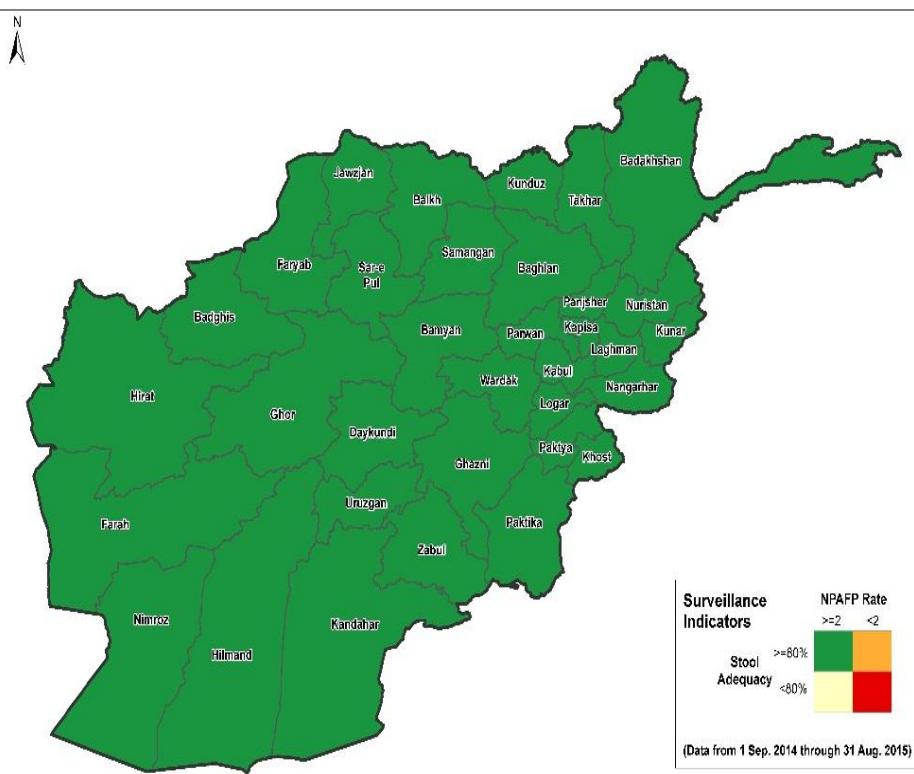 N
Jawzjan
Balkh
Kunduz
Takhar
Badakhshan
Faryab
Sar-e
Pul
Samangan
Baghlan
Badghis
Bamyan
Parwan
Panjsher
Kapisa
Nuristan
Kunar
Laghman
Hirat
Ghor
Wardak
Kabul
Nangarhar
Logar
Daykundi
Ghazni
Paktya
Khost
Farah
Uruzgan
Zabul
Paktika
Nimroz
Hilmand
Kandahar
Surveillance
Indicators
NPAFP Rate
>=2 <2
Stool
Adequacy
>=80%
<80%
(Data from 1 Sep. 2014 through 31 Aug. 2015)